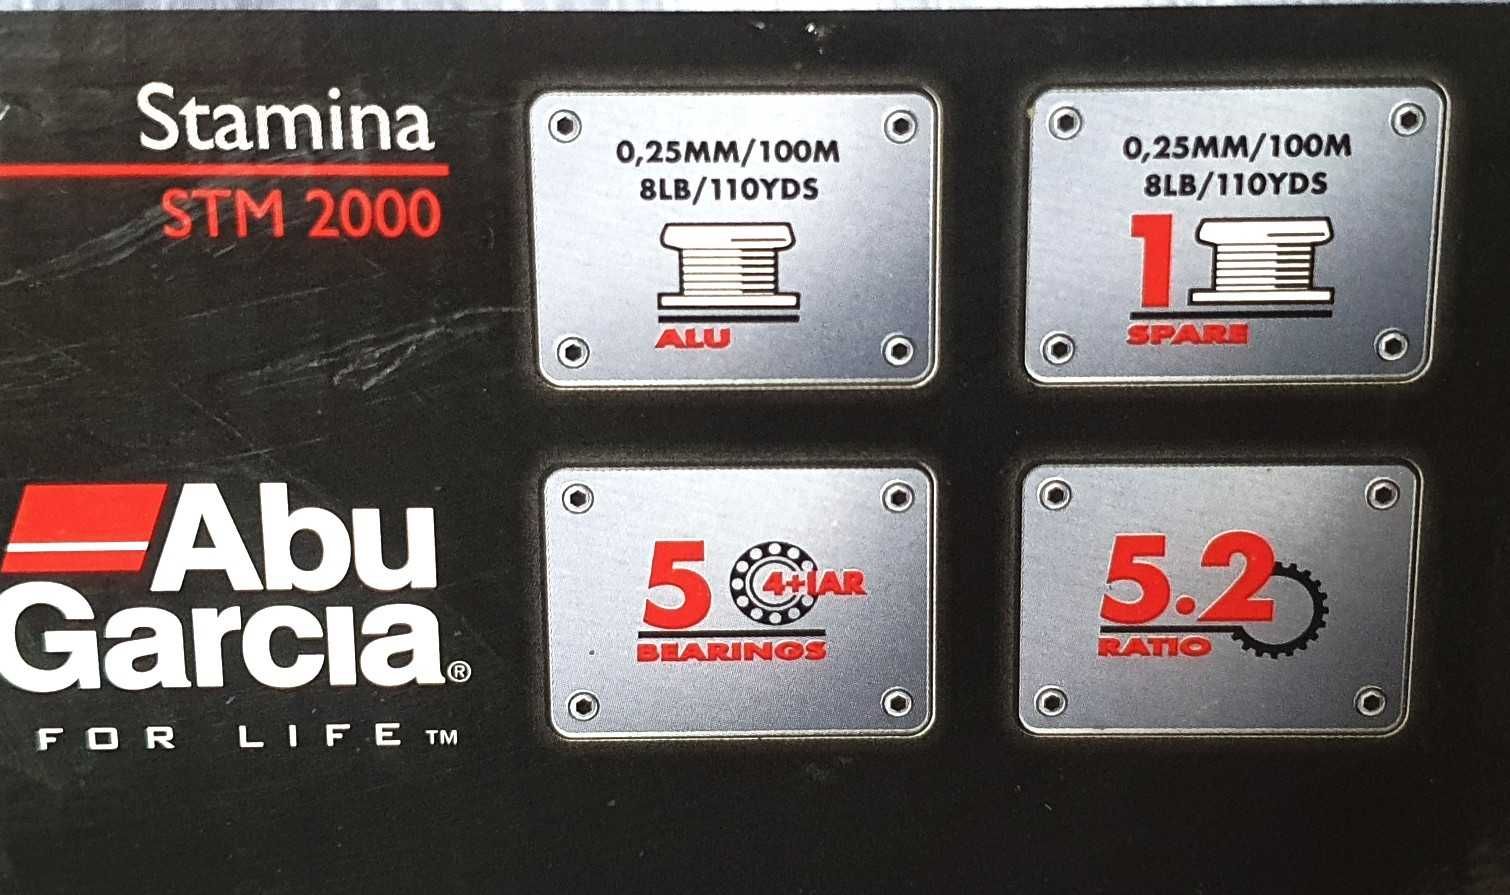 Stamina
STM 2000
0,25MM/100M
8LB/110YDS
ALU
0,25MM/100M
8LB/110YDS
1
SPARE
Abu
Garcia®
FOR LIFE™
5 4+1AR
BEARINGS
5.2
RATIO